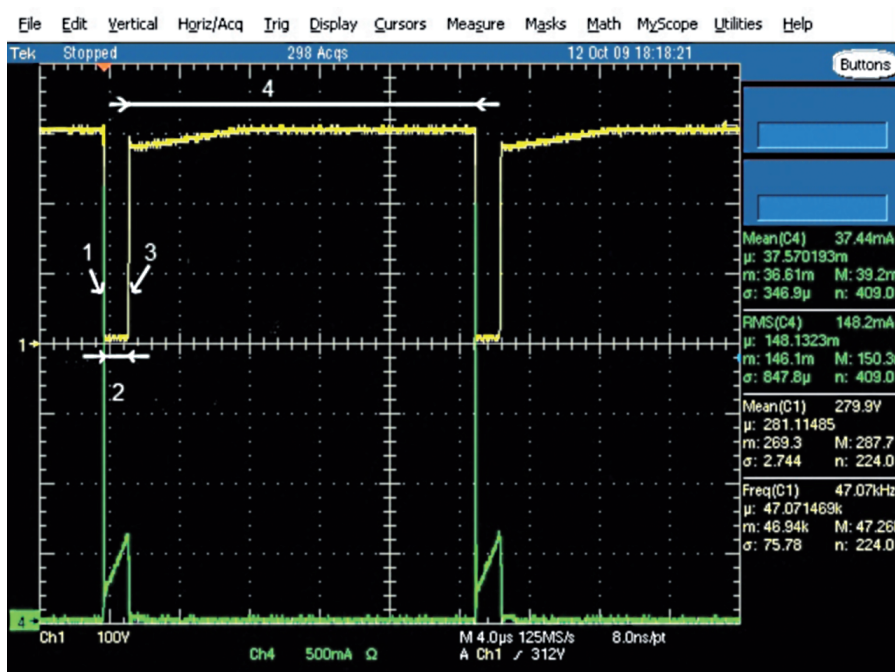 File Edit Vertical Horiz/Acq Trig Display Cursors Measure Masks Math MyScope Utilities Help
Tek Stopped 298 Acqs 12 Oct 09 18:18:21
Buttons
4
1 3
2
1
4
Mean(C4) 37.44mA
μ: 37.570193m
m: 36.61m M: 39.2m
σ: 346.9μ n: 409.0
RMS(C4) 148.2mA
μ: 148.1323m
m: 146.1m M: 150.3m
σ: 847.8μ n: 409.0
Mean(C1) 279.9V
μ: 281.11485
m: 269.3 M: 287.7
σ: 2.744 n: 224.0
Freq(C1) 47.07kHz
μ: 47.071469k
m: 46.94k M: 47.26k
σ: 75.78 n: 224.0
Ch1 100V M 4.0μs 125MS/s 8.0ns/pt
Ch4 500mA Ω A Ch1 ∫ 312V